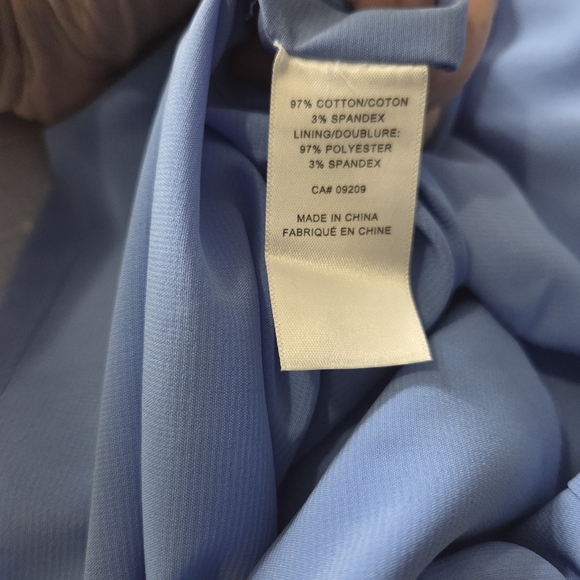 97% COTTON/COTON
3% SPANDEX
LINING/DOUBLURE:
97% POLYESTER
3% SPANDEX
CA# 09209
MADE IN CHINA
FABRIQUÉ EN CHINE